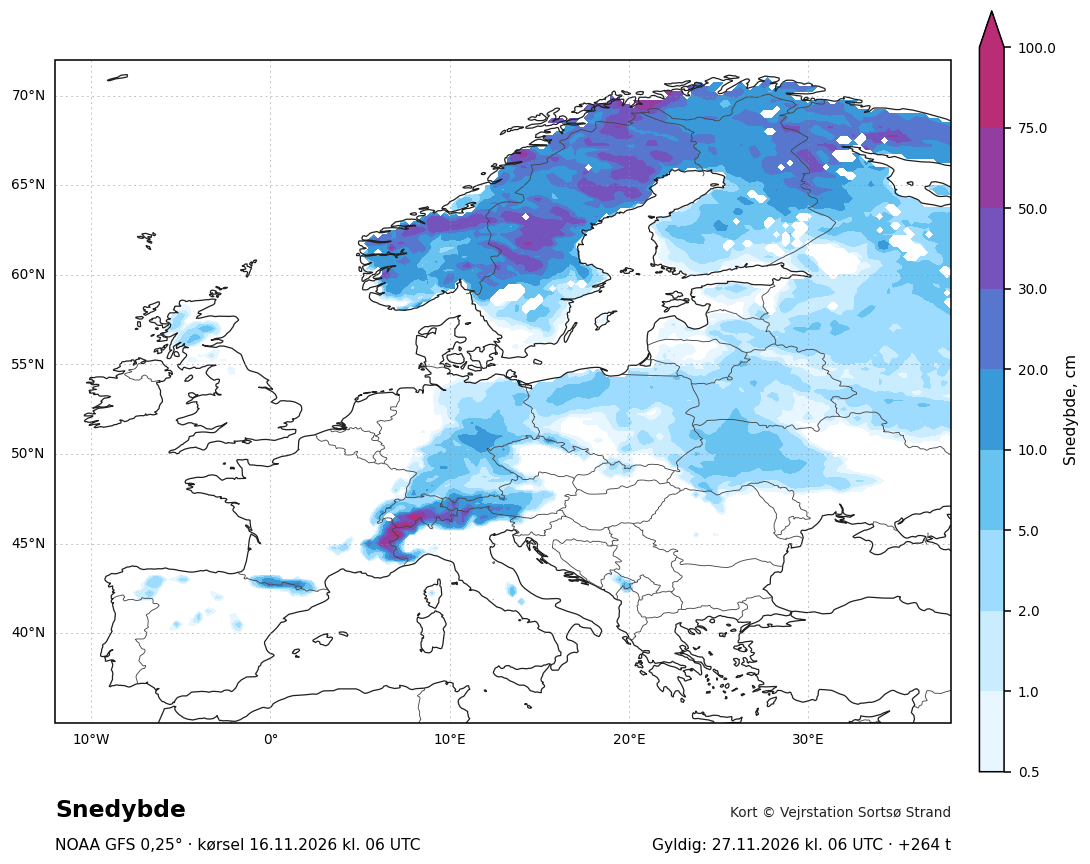 100.0
75.0
50.0
30.0
20.0
10.0
5.0
2.0
1.0
0.5
Snedybde, cm
70°N
65°N
60°N
55°N
50°N
45°N
40°N
10°W 0° 10°E 20°E 30°E
Snedybde
Kort © Vejrstation Sortsø Strand
NOAA GFS 0,25° · kørsel 16.11.2026 kl. 06 UTC
Gyldig: 27.11.2026 kl. 06 UTC · +264 t